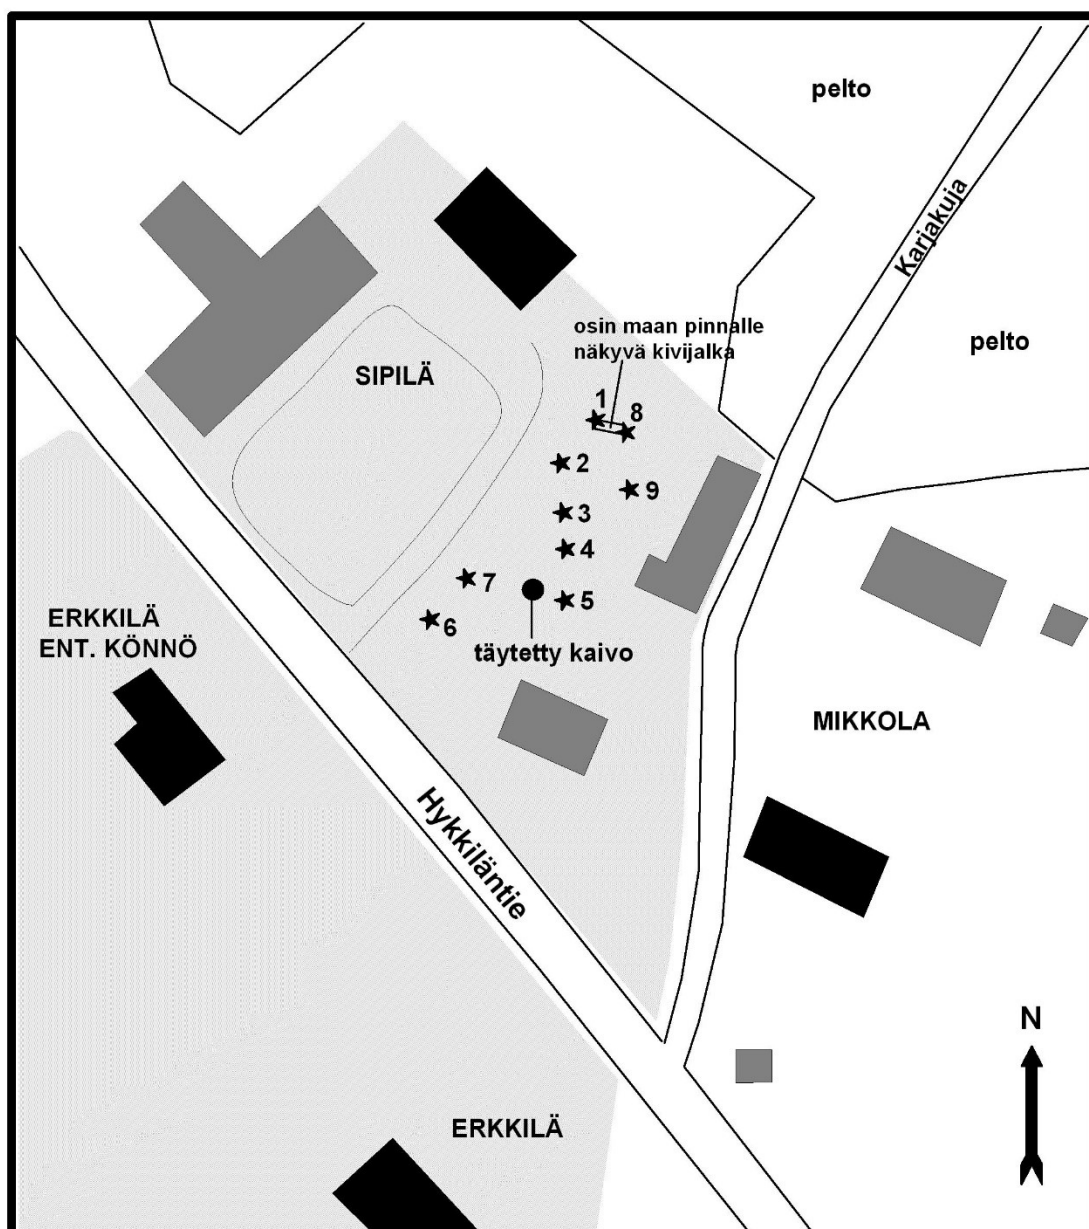 pelto
Karjakuja
osin maan pinnalle
näkyvä kivijalka
pelto
SIPILÄ
1
8
2
9
3
4
7
5
6
ERKKILÄ
ENT. KÖNNÖ
täytetty kaivo
MIKKOLA
Hykkiläntie
N
ERKKILÄ